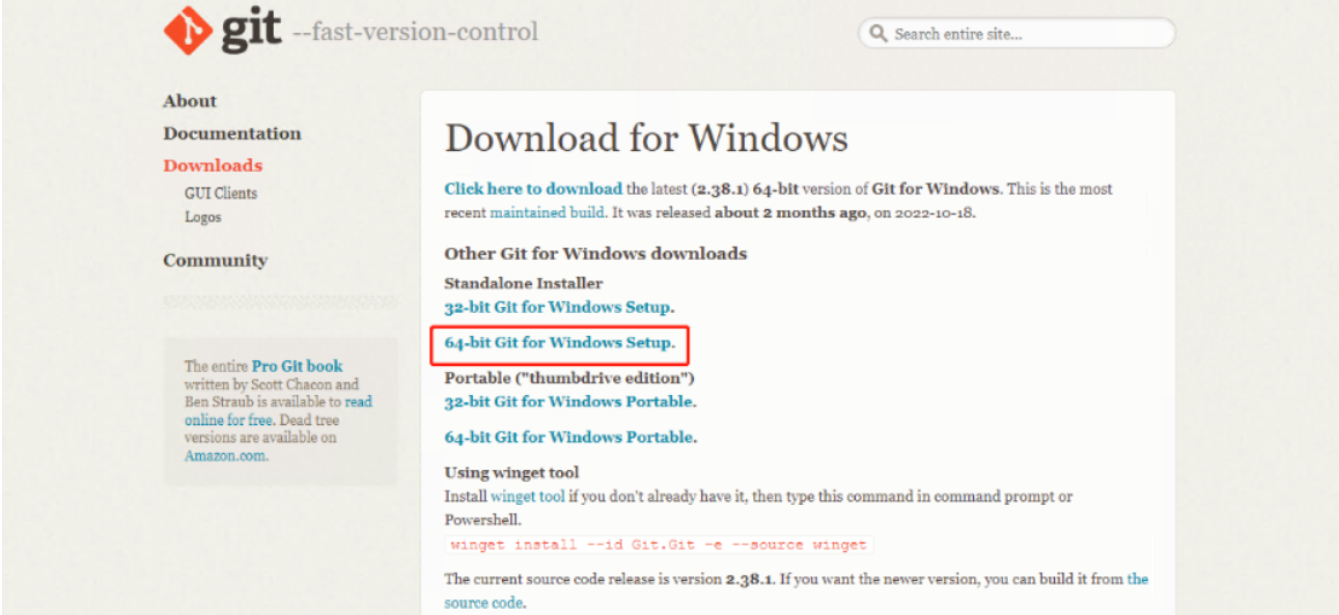 git --fast-version-control
Search entire site...
About
Documentation
Downloads
GUI Clients
Logos
Community
The entire Pro Git book
written by Scott Chacon and
Ben Straub is available to read
online for free. Dead tree
versions are available on
Amazon.com.
Download for Windows
Click here to download the latest (2.38.1) 64-bit version of Git for Windows. This is the most
recent maintained build. It was released about 2 months ago, on 2022-10-18.
Other Git for Windows downloads
Standalone Installer
32-bit Git for Windows Setup.
64-bit Git for Windows Setup.
Portable ("thumbdrive edition")
32-bit Git for Windows Portable.
64-bit Git for Windows Portable.
Using winget tool
Install winget tool if you don't already have it, then type this command in command prompt or
Powershell.
winget install --id Git.Git -e --source winget
The current source code release is version 2.38.1. If you want the newer version, you can build it from the
source code.